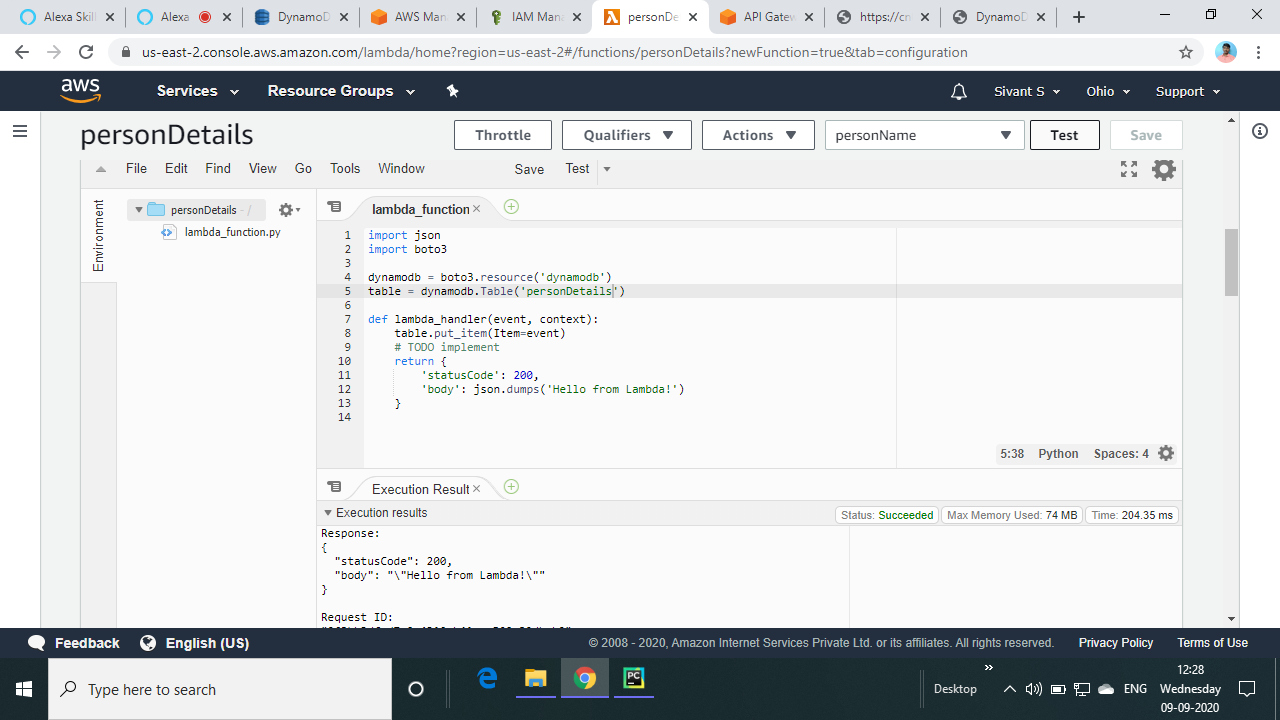 Alexa Skil
Alexa
DynamoD
AWS Man
IAM Mana
personDe
API Gatew
https://cn
DynamoD
us-east-2.console.aws.amazon.com/lambda/home?region=us-east-2#/functions/personDetails?newFunction=true&tab=configuration
aws Services Resource Groups Sivant S Ohio Support
personDetails Throttle Qualifiers Actions personName Test Save
File Edit Find View Go Tools Window Save Test
Environment
personDetails - /
lambda_function.py
lambda_function
1 import json
2 import boto3
3
4 dynamodb = boto3.resource('dynamodb')
5 table = dynamodb.Table('personDetails')
6
7 def lambda_handler(event, context):
8     table.put_item(Item=event)
9     # TODO implement
10     return {
11         'statusCode': 200,
12         'body': json.dumps('Hello from Lambda!')
13     }
14
5:38 Python Spaces: 4
Execution Result
Execution results Status: Succeeded Max Memory Used: 74 MB Time: 204.35 ms
Response:
{
  "statusCode": 200,
  "body": "\"Hello from Lambda!\""
}
Request ID:
Feedback English (US) © 2008 - 2020, Amazon Internet Services Private Ltd. or its affiliates. All rights reserved. Privacy Policy Terms of Use
Type here to search
PC
Desktop
»
ENG
12:28
Wednesday
09-09-2020